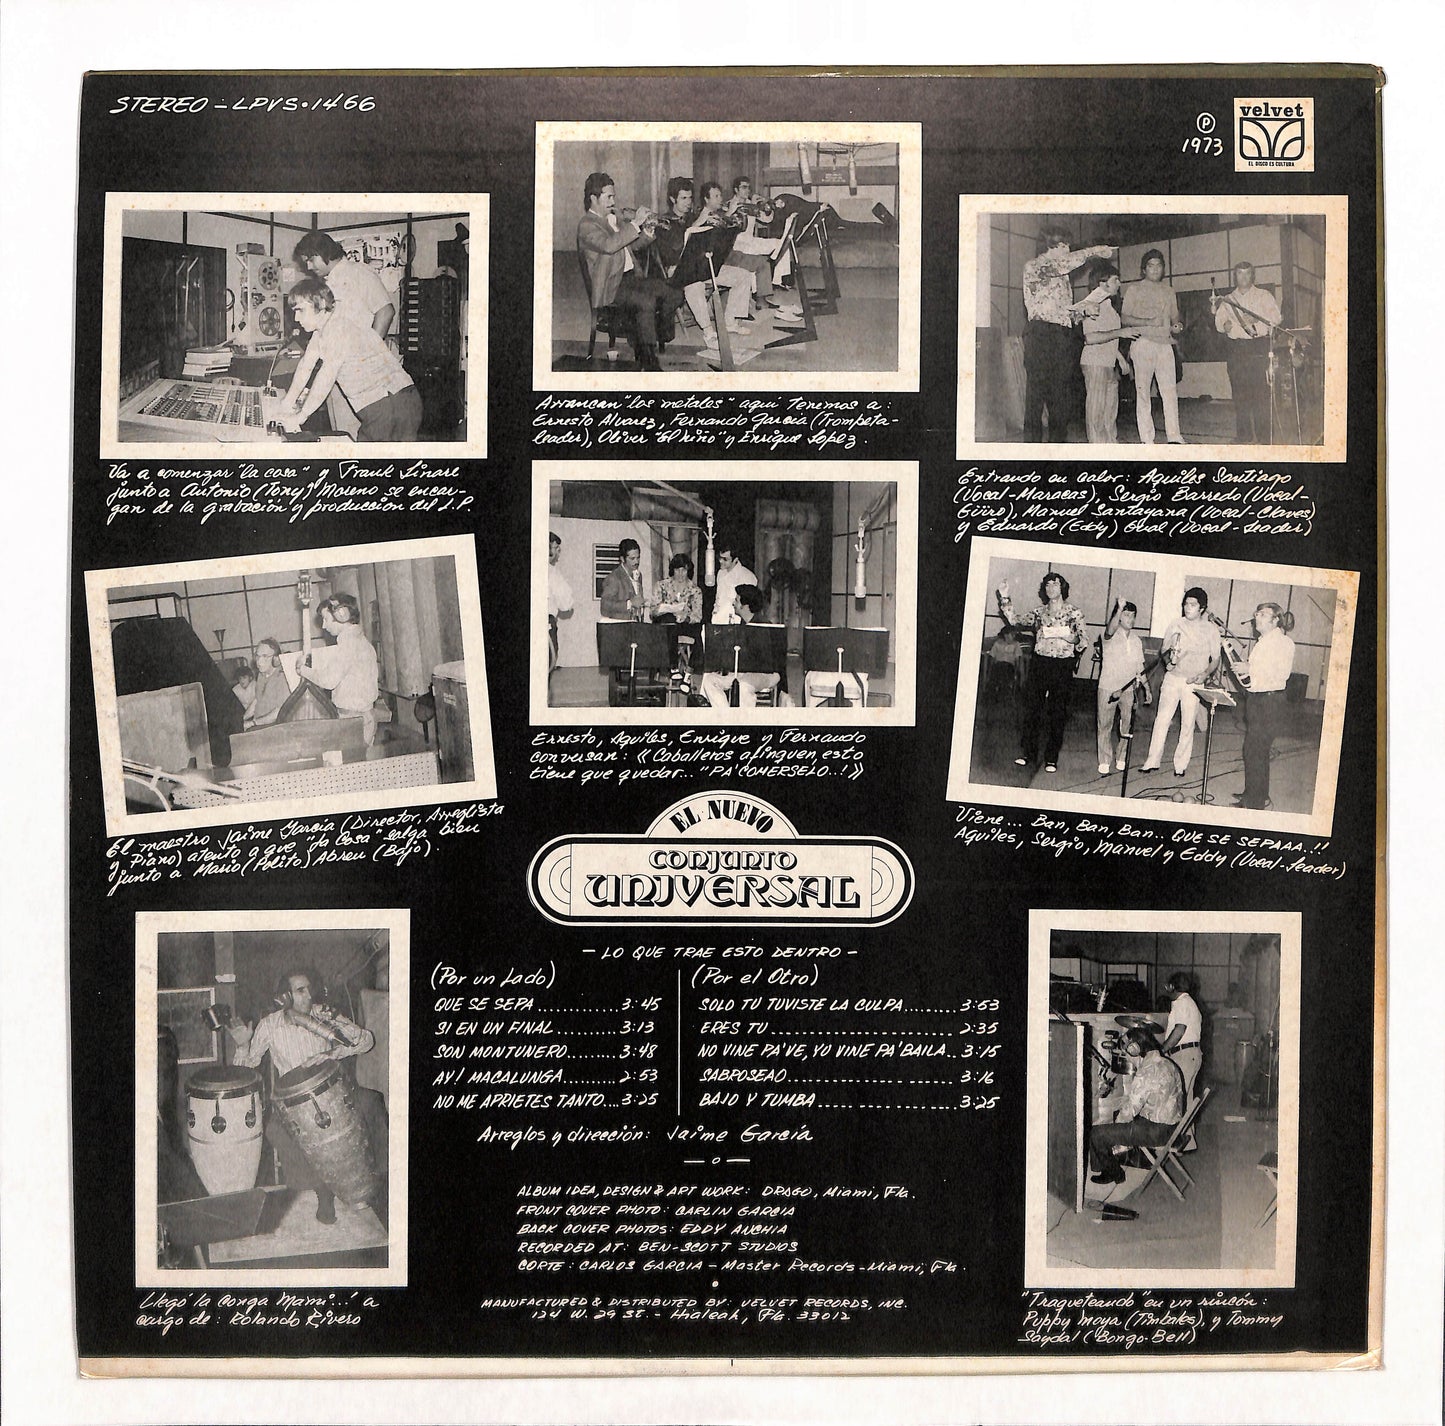 STEREO - LPVS•1466
℗
1973
velvet
EL DISCO ES CULTURA
Arrancan "los metales" aquí tenemos a:
Ernesto Alvarez, Fernando Garcia (Trompeta-
leader), Oliver "El Niño" y Enrique Lopez.
Va a comenzar "la cosa" y Frank Linare
junto a Antonio (Tony) Moreno se encar-
gan de la grabación y produccion del L.P.
Entrando en calor: Aquiles Santiago
(Vocal-Maracas), Sergio Barredo (Vocal-
Güiro), Manuel Santayana (Vocal-Claves)
y Eduardo (Eddy) Gual (Vocal-Leader)
Ernesto, Aquiles, Enrique y Fernando
conversan: «Caballeros afinquen, esto
tiene que quedar... "PA' COMERSELO..!»
El maestro Jaime Garcia (Director, Arreglista
y Piano) atento a que "la Cosa" salga bien
junto a Mario (Polito) Abreu (Bajo).
Viene... Ban, Ban, Ban.. QUE SE SEPAAA..!!
Aquiles, Sergio, Manuel y Eddy (Vocal-Leader)
EL NUEVO
CONJUNTO
UNIVERSAL
- LO QUE TRAE ESTO DENTRO -
(Por un Lado)
QUE SE SEPA.............3:45
SI EN UN FINAL..........3:13
SON MONTUNERO.........3:48
AY! MACALUNGA..........2:53
NO ME APRIETES TANTO....3:25
(Por el Otro)
SOLO TU TUVISTE LA CULPA........3:53
ERES TU.............................2:35
NO VINE PA'VE, YO VINE PA'BAILA..3:15
SABROSEAO..........................3:16
BAJO Y TUMBA......................3:25
Arreglos y dirección: Jaime García
— o —
ALBUM IDEA, DESIGN & ART WORK: DRAGO, Miami, Fla.
FRONT COVER PHOTO: CARLIN GARCIA
BACK COVER PHOTOS: EDDY ANCHIA
RECORDED AT: BEN-SCOTT STUDIOS
CORTE: CARLOS GARCIA - Master Records - Miami, Fla.
MANUFACTURED & DISTRIBUTED BY: VELVET RECORDS, INC.
124 W. 29 St. - Hialeah, Fla. 33012
Llegó la Conga Mami...! a
cargo de: Rolando Rivero
"Traqueteando" en un rincón:
Puppy Moya (Timbales), y Tommy
Saydal (Bongo-Bell)